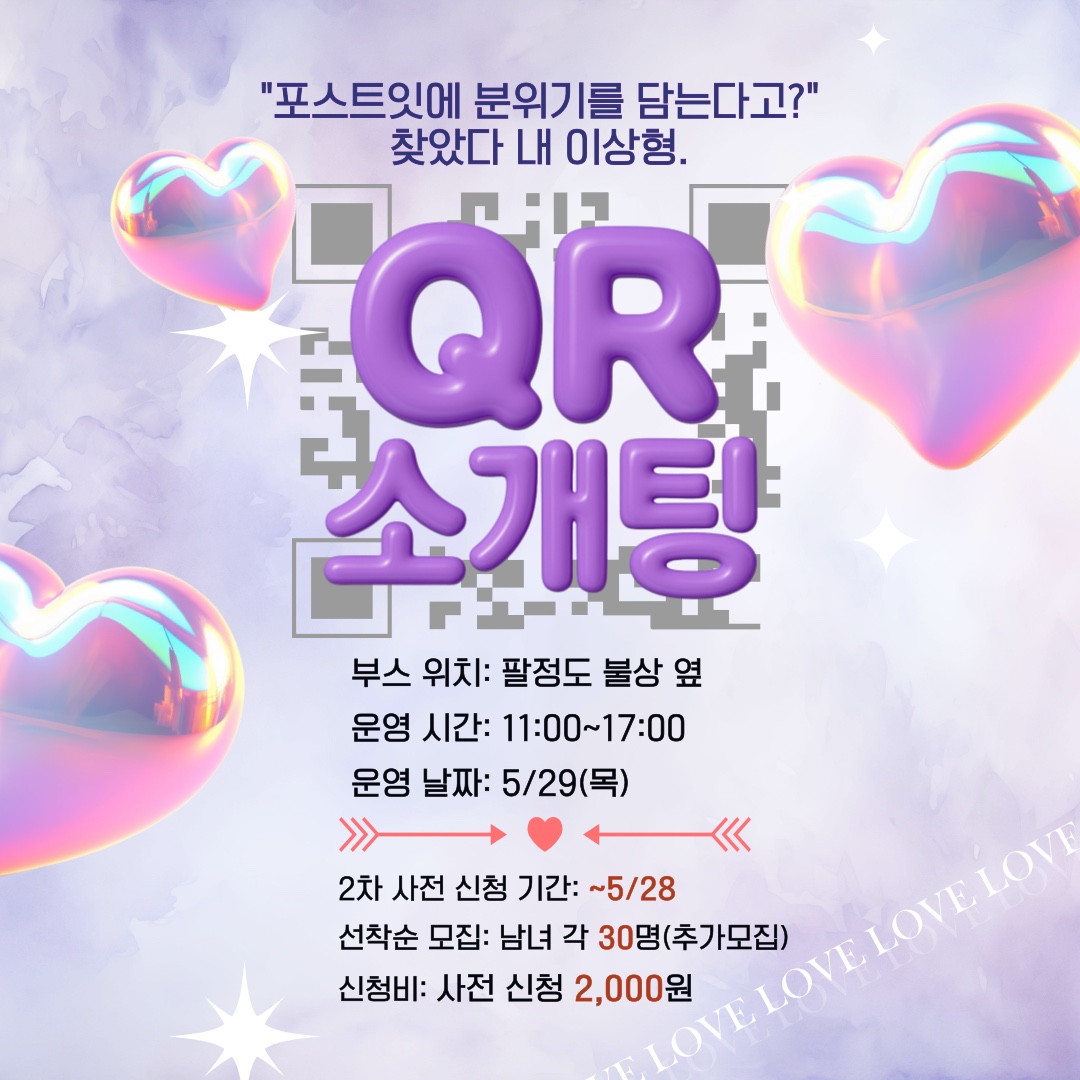 "포스트잇에 분위기를 담는다고?"
찾았다 내 이상형.
QR
소개팅
부스 위치: 팔정도 불상 옆
운영 시간: 11:00~17:00
운영 날짜: 5/29(목)
2차 사전 신청 기간: ~5/28
선착순 모집: 남녀 각 30명(추가모집)
신청비: 사전 신청 2,000원
VE LOVE LOVE LOVE LOVE LOVE